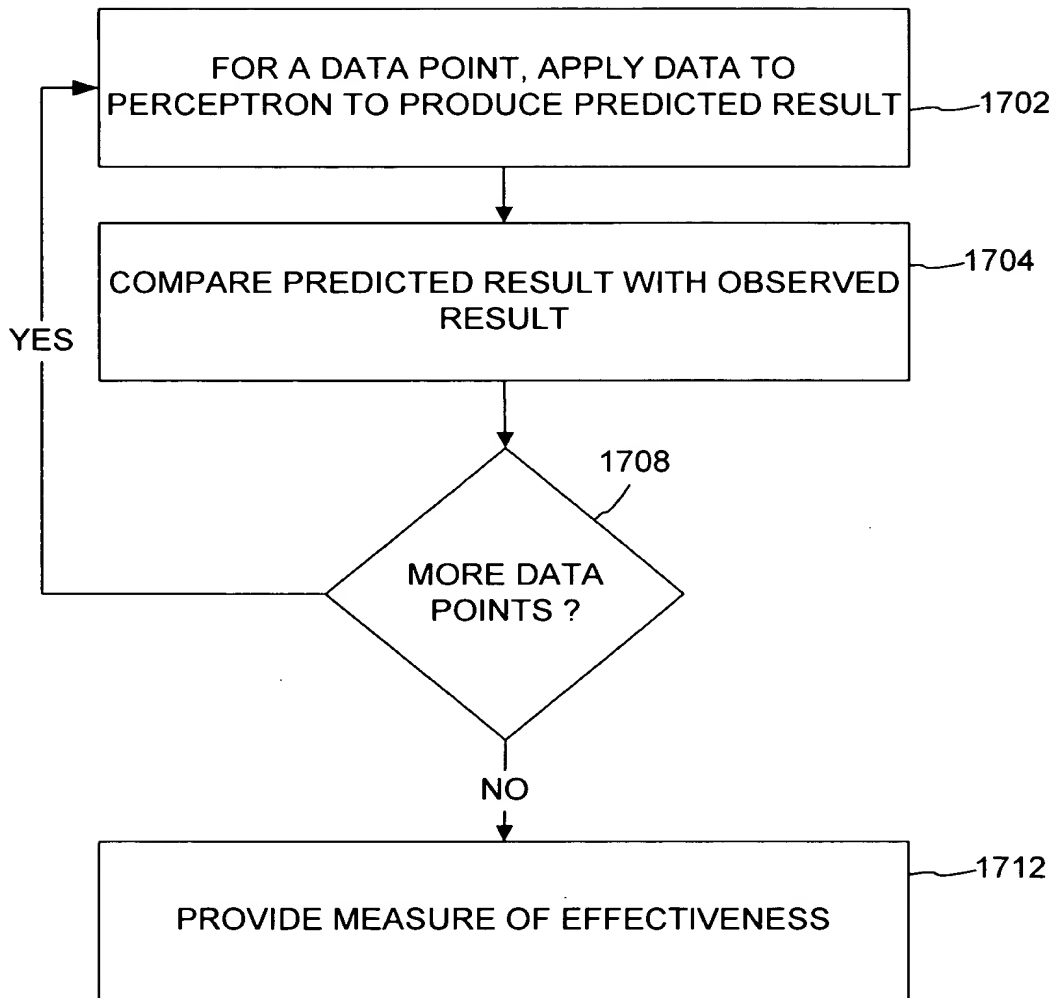 FOR A DATA POINT, APPLY DATA TO
PERCEPTRON TO PRODUCE PREDICTED RESULT
1702
COMPARE PREDICTED RESULT WITH OBSERVED
RESULT
1704
YES
1708
MORE DATA
POINTS ?
NO
1712
PROVIDE MEASURE OF EFFECTIVENESS